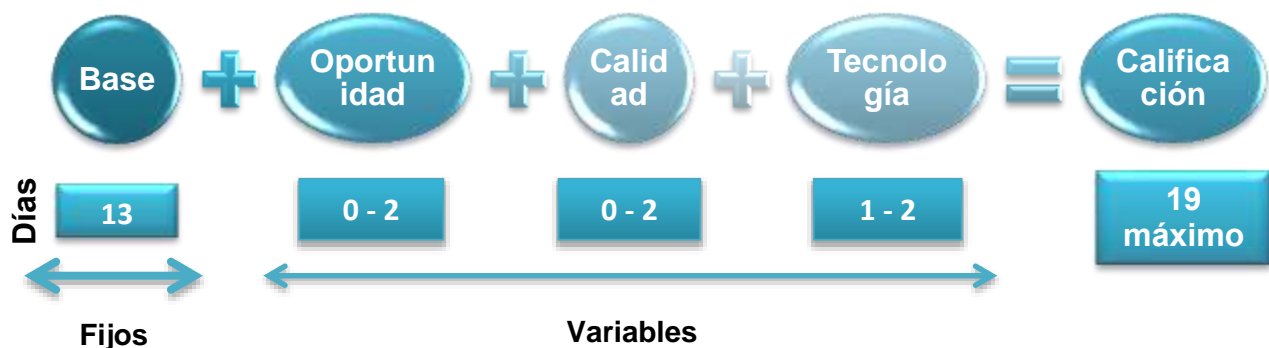 Base
Oportun
idad
Calid
ad
Tecnolo
gía
Califica
ción
Días
13
0 - 2
0 - 2
1 - 2
19
máximo
Fijos
Variables